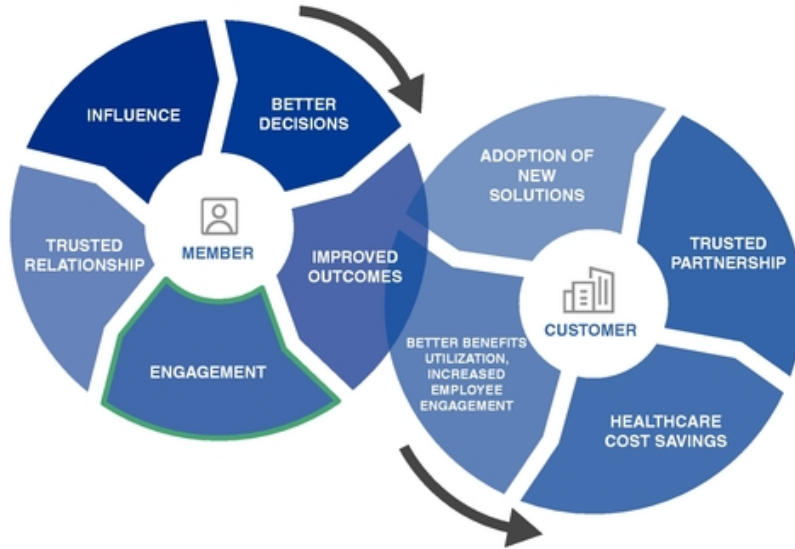 INFLUENCE
BETTER
DECISIONS
TRUSTED
RELATIONSHIP
MEMBER
IMPROVED
OUTCOMES
ENGAGEMENT
ADOPTION OF
NEW
SOLUTIONS
TRUSTED
PARTNERSHIP
CUSTOMER
BETTER BENEFITS
UTILIZATION,
INCREASED
EMPLOYEE
ENGAGEMENT
HEALTHCARE
COST SAVINGS